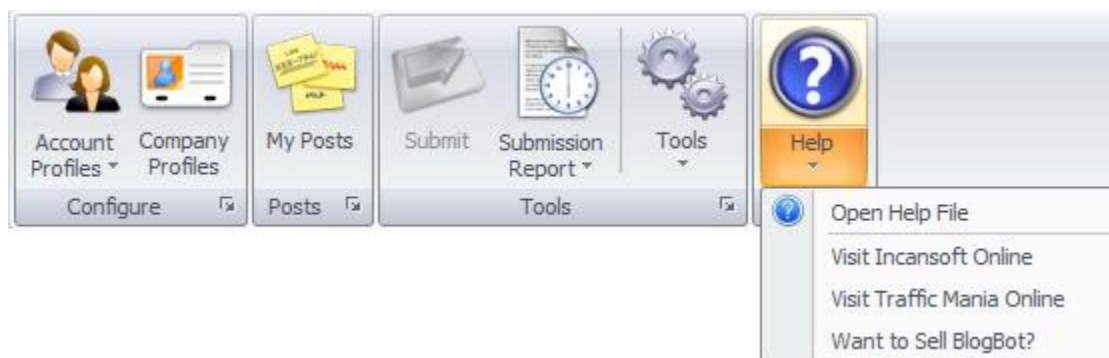 Account Profiles
Company Profiles
My Posts
Submit
Submission Report
Tools
Help
Configure
Posts
Tools
Open Help File
Visit Incansoft Online
Visit Traffic Mania Online
Want to Sell BlogBot?